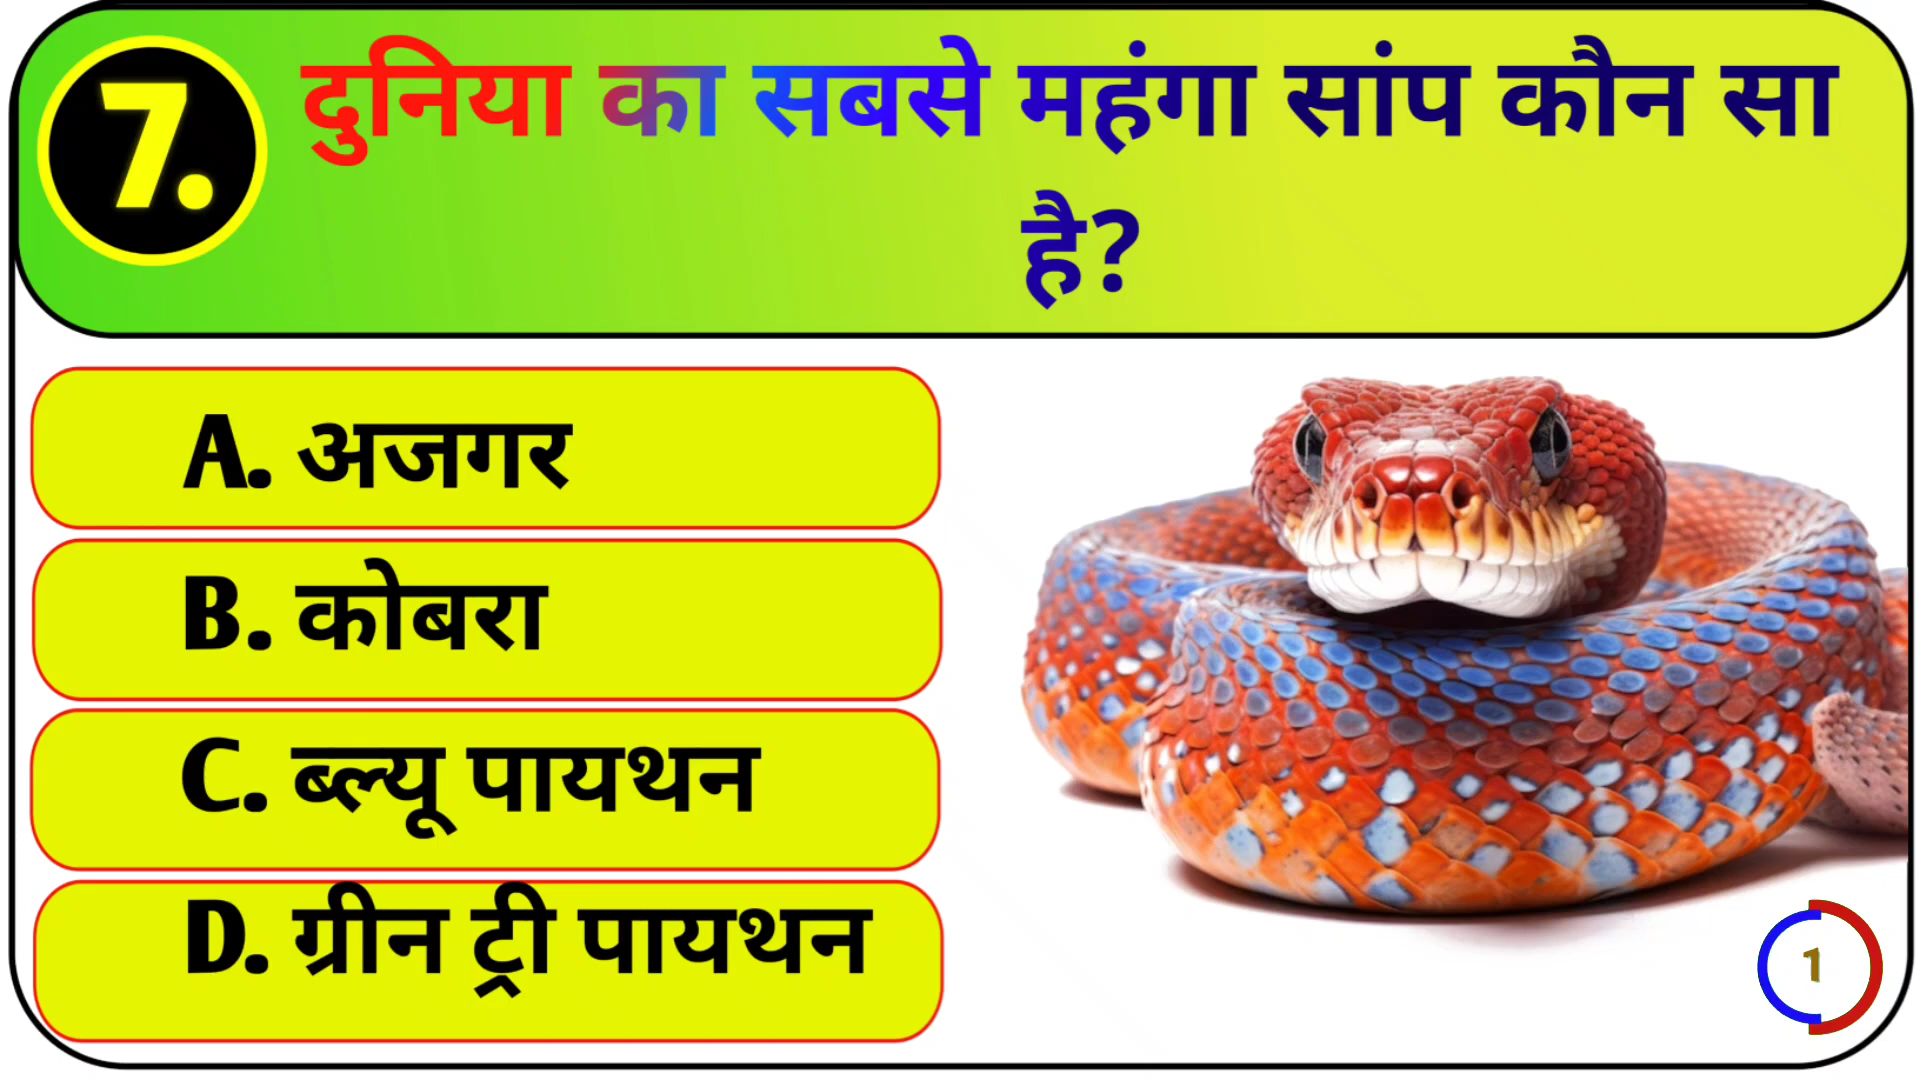 7.
दुनिया का सबसे महंगा सांप कौन सा
है?
A. अजगर
B. कोबरा
C. ब्ल्यू पायथन
D. ग्रीन ट्री पायथन
1